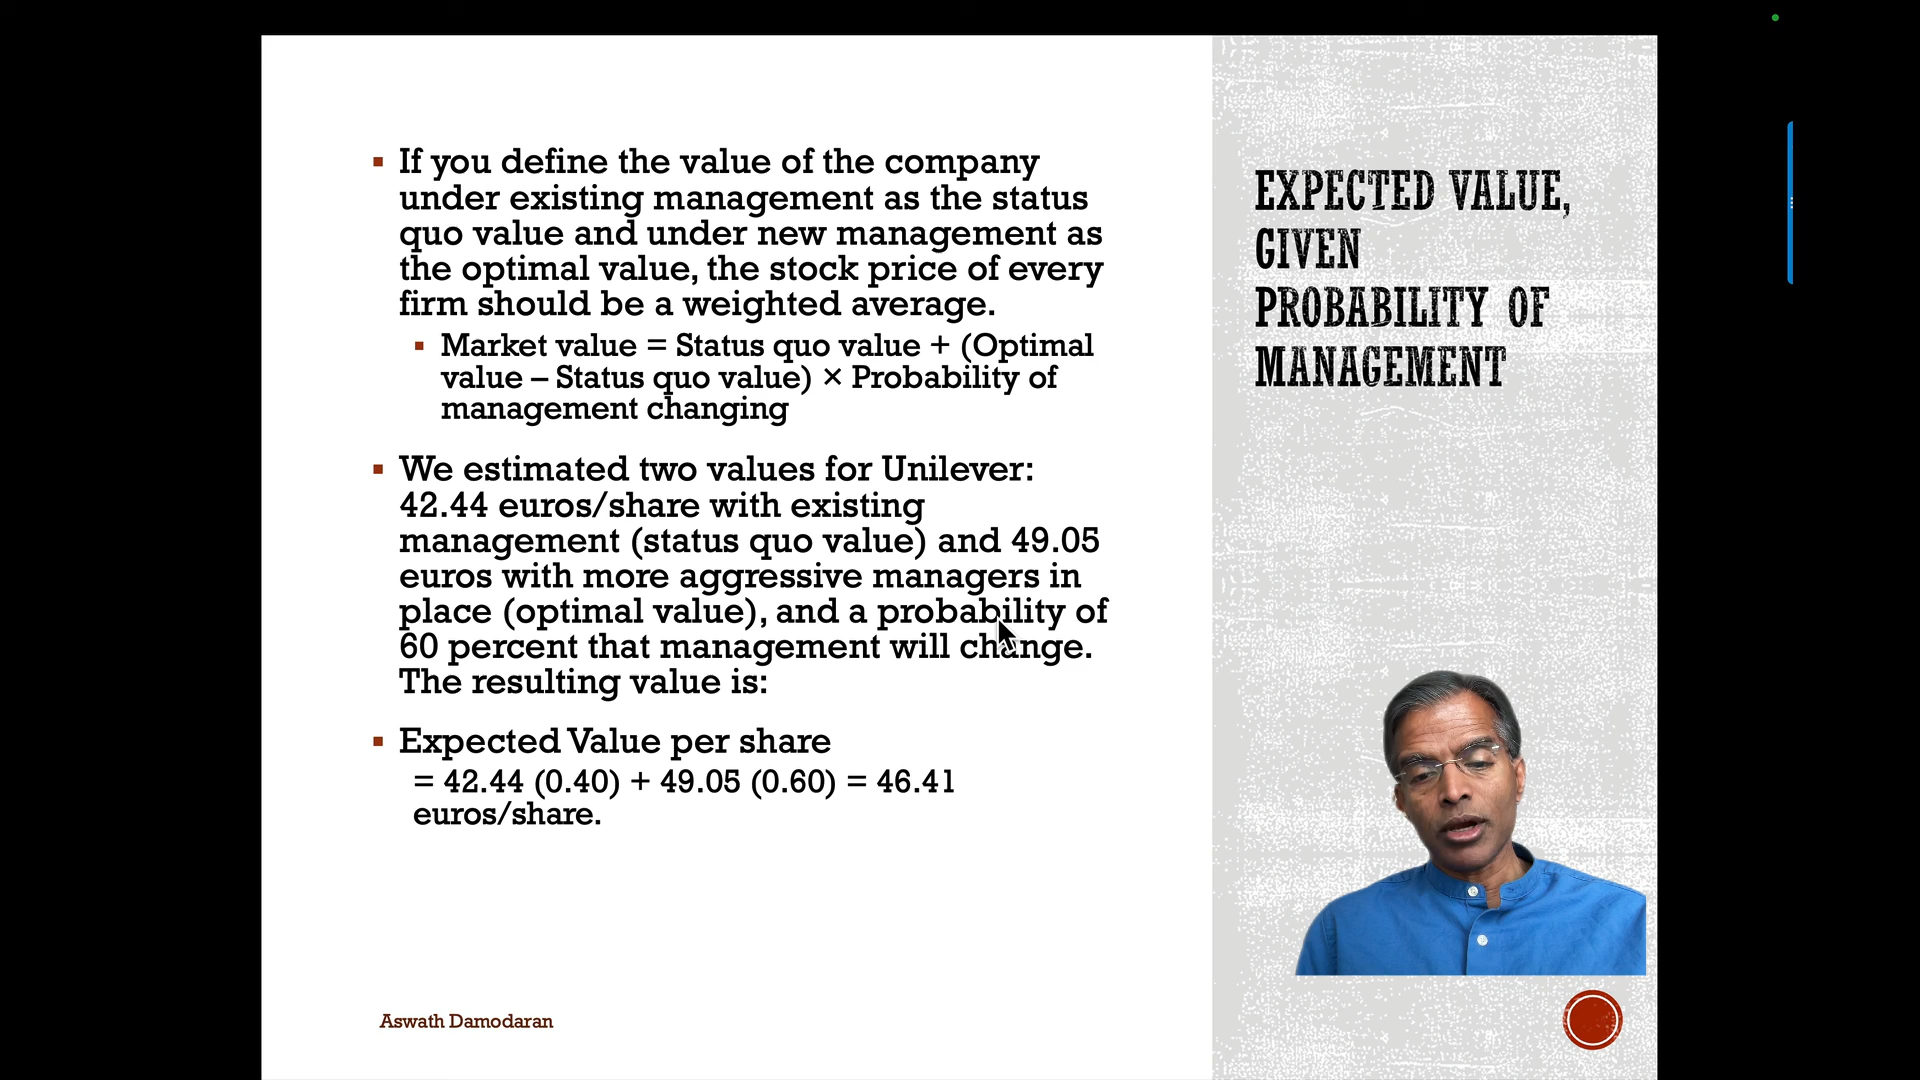 If you define the value of the company
under existing management as the status
quo value and under new management as
the optimal value, the stock price of every
firm should be a weighted average.
Market value = Status quo value + (Optimal
value – Status quo value) × Probability of
management changing
We estimated two values for Unilever:
42.44 euros/share with existing
management (status quo value) and 49.05
euros with more aggressive managers in
place (optimal value), and a probability of
60 percent that management will change.
The resulting value is:
Expected Value per share
= 42.44 (0.40) + 49.05 (0.60) = 46.41
euros/share.
Aswath Damodaran
EXPECTED VALUE,
GIVEN
PROBABILITY OF
MANAGEMENT